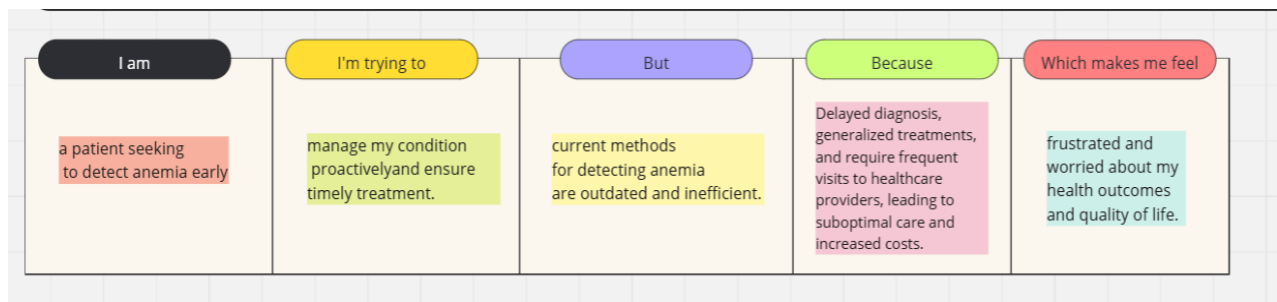 I am
I'm trying to
But
Because
Which makes me feel
a patient seeking
to detect anemia early
manage my condition
proactivelyand ensure
timely treatment.
current methods
for detecting anemia
are outdated and inefficient.
Delayed diagnosis,
generalized treatments,
and require frequent
visits to healthcare
providers, leading to
suboptimal care and
increased costs.
frustrated and
worried about my
health outcomes
and quality of life.